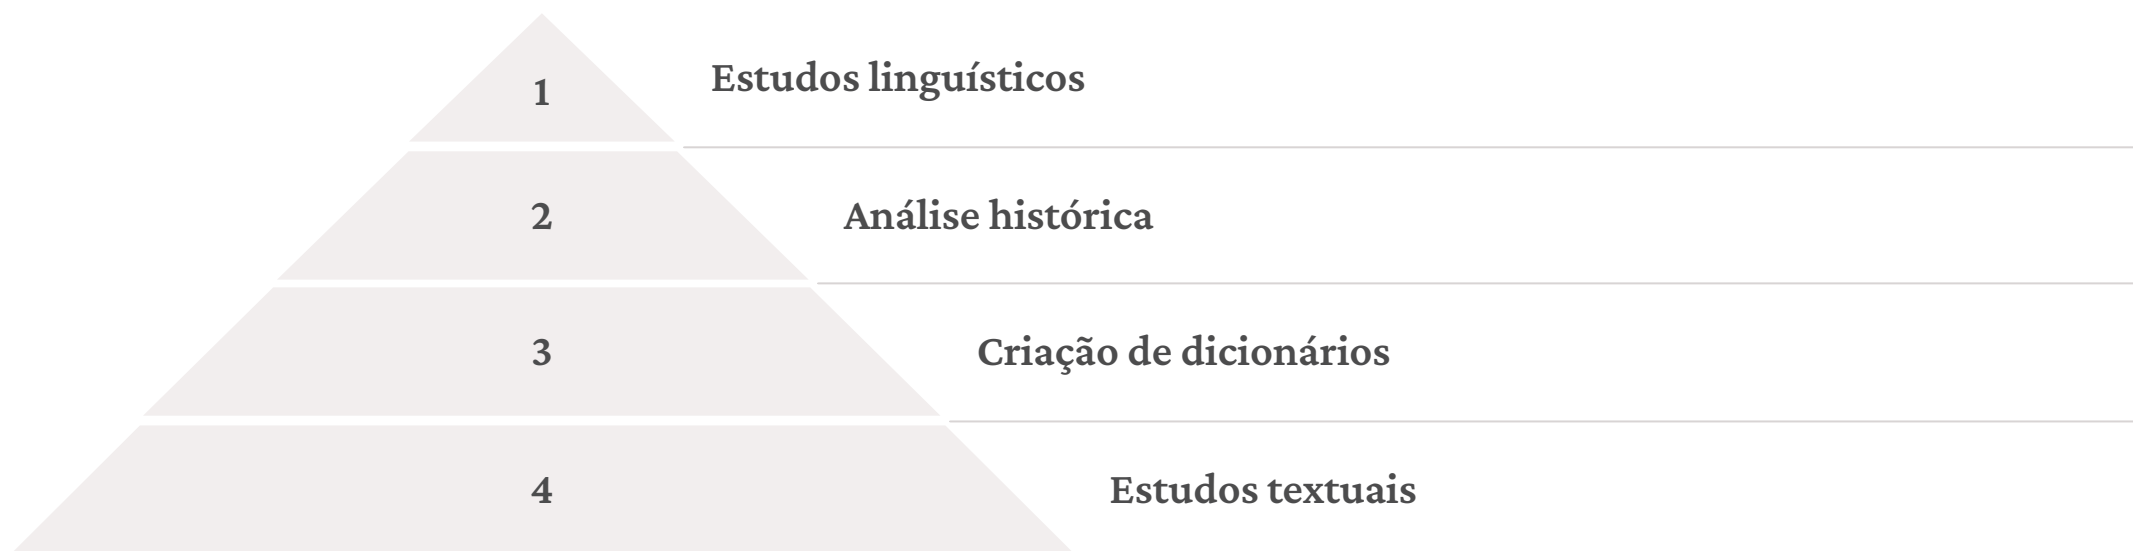 1
Estudos linguísticos
2
Análise histórica
3
Criação de dicionários
4
Estudos textuais